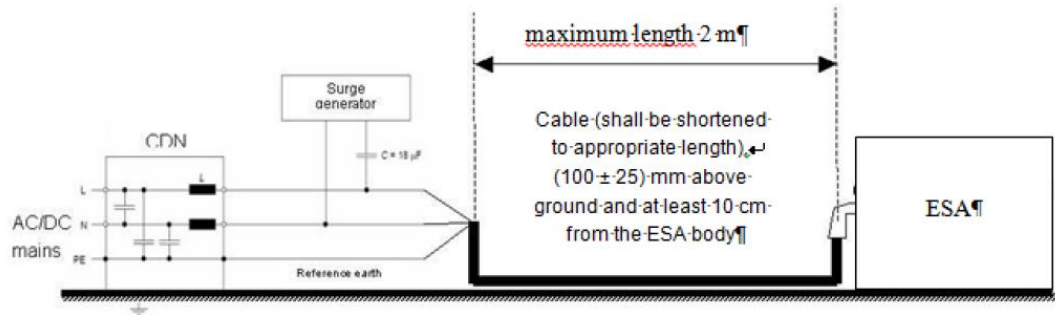 maximum·length·2·m¶
Surge
generator
CDN
C = 18 µF
L
L
AC/DC
mains
N
PE
Reference earth
Cable·(shall·be·shortened·
to·appropriate·length),↵
(100·±·25)·mm·above·
ground·and·at·least·10·cm·
from·the·ESA·body¶
ESA¶